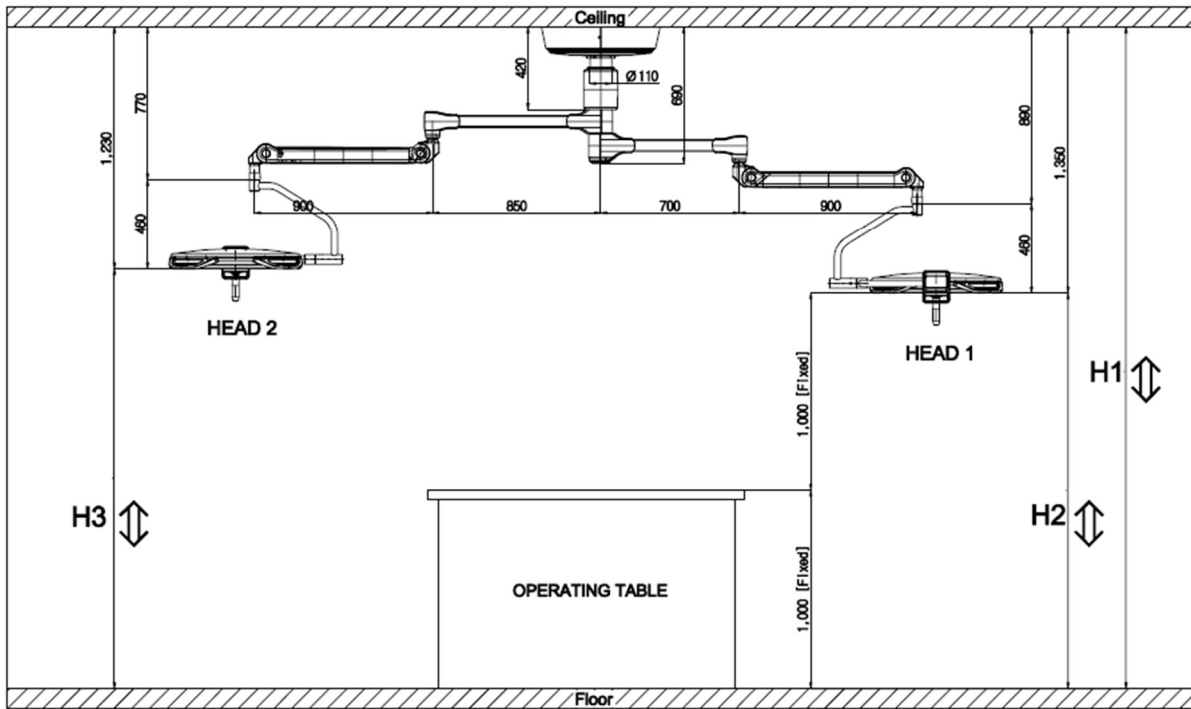 Ceiling
420
Ø110
690
770
1,230
890
1,350
900
850
700
900
460
460
HEAD 2
HEAD 1
H1
1,000 [Fixed]
H3
H2
1,000 [Fixed]
OPERATING TABLE
Floor